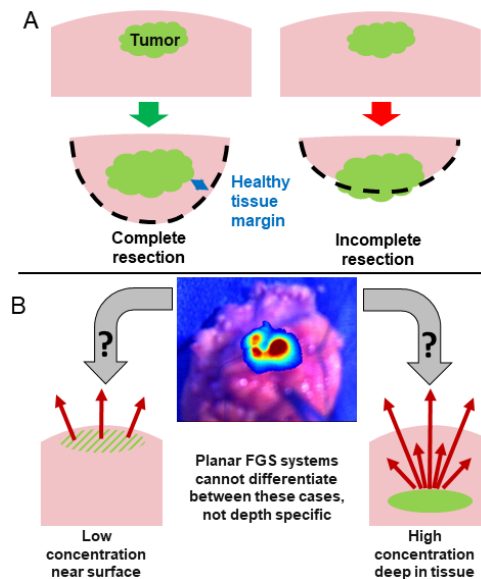 A
Tumor
Healthy
tissue
margin
Complete
resection
Incomplete
resection
B
?
?
Planar FGS systems
cannot differentiate
between these cases,
not depth specific
Low
concentration
near surface
High
concentration
deep in tissue